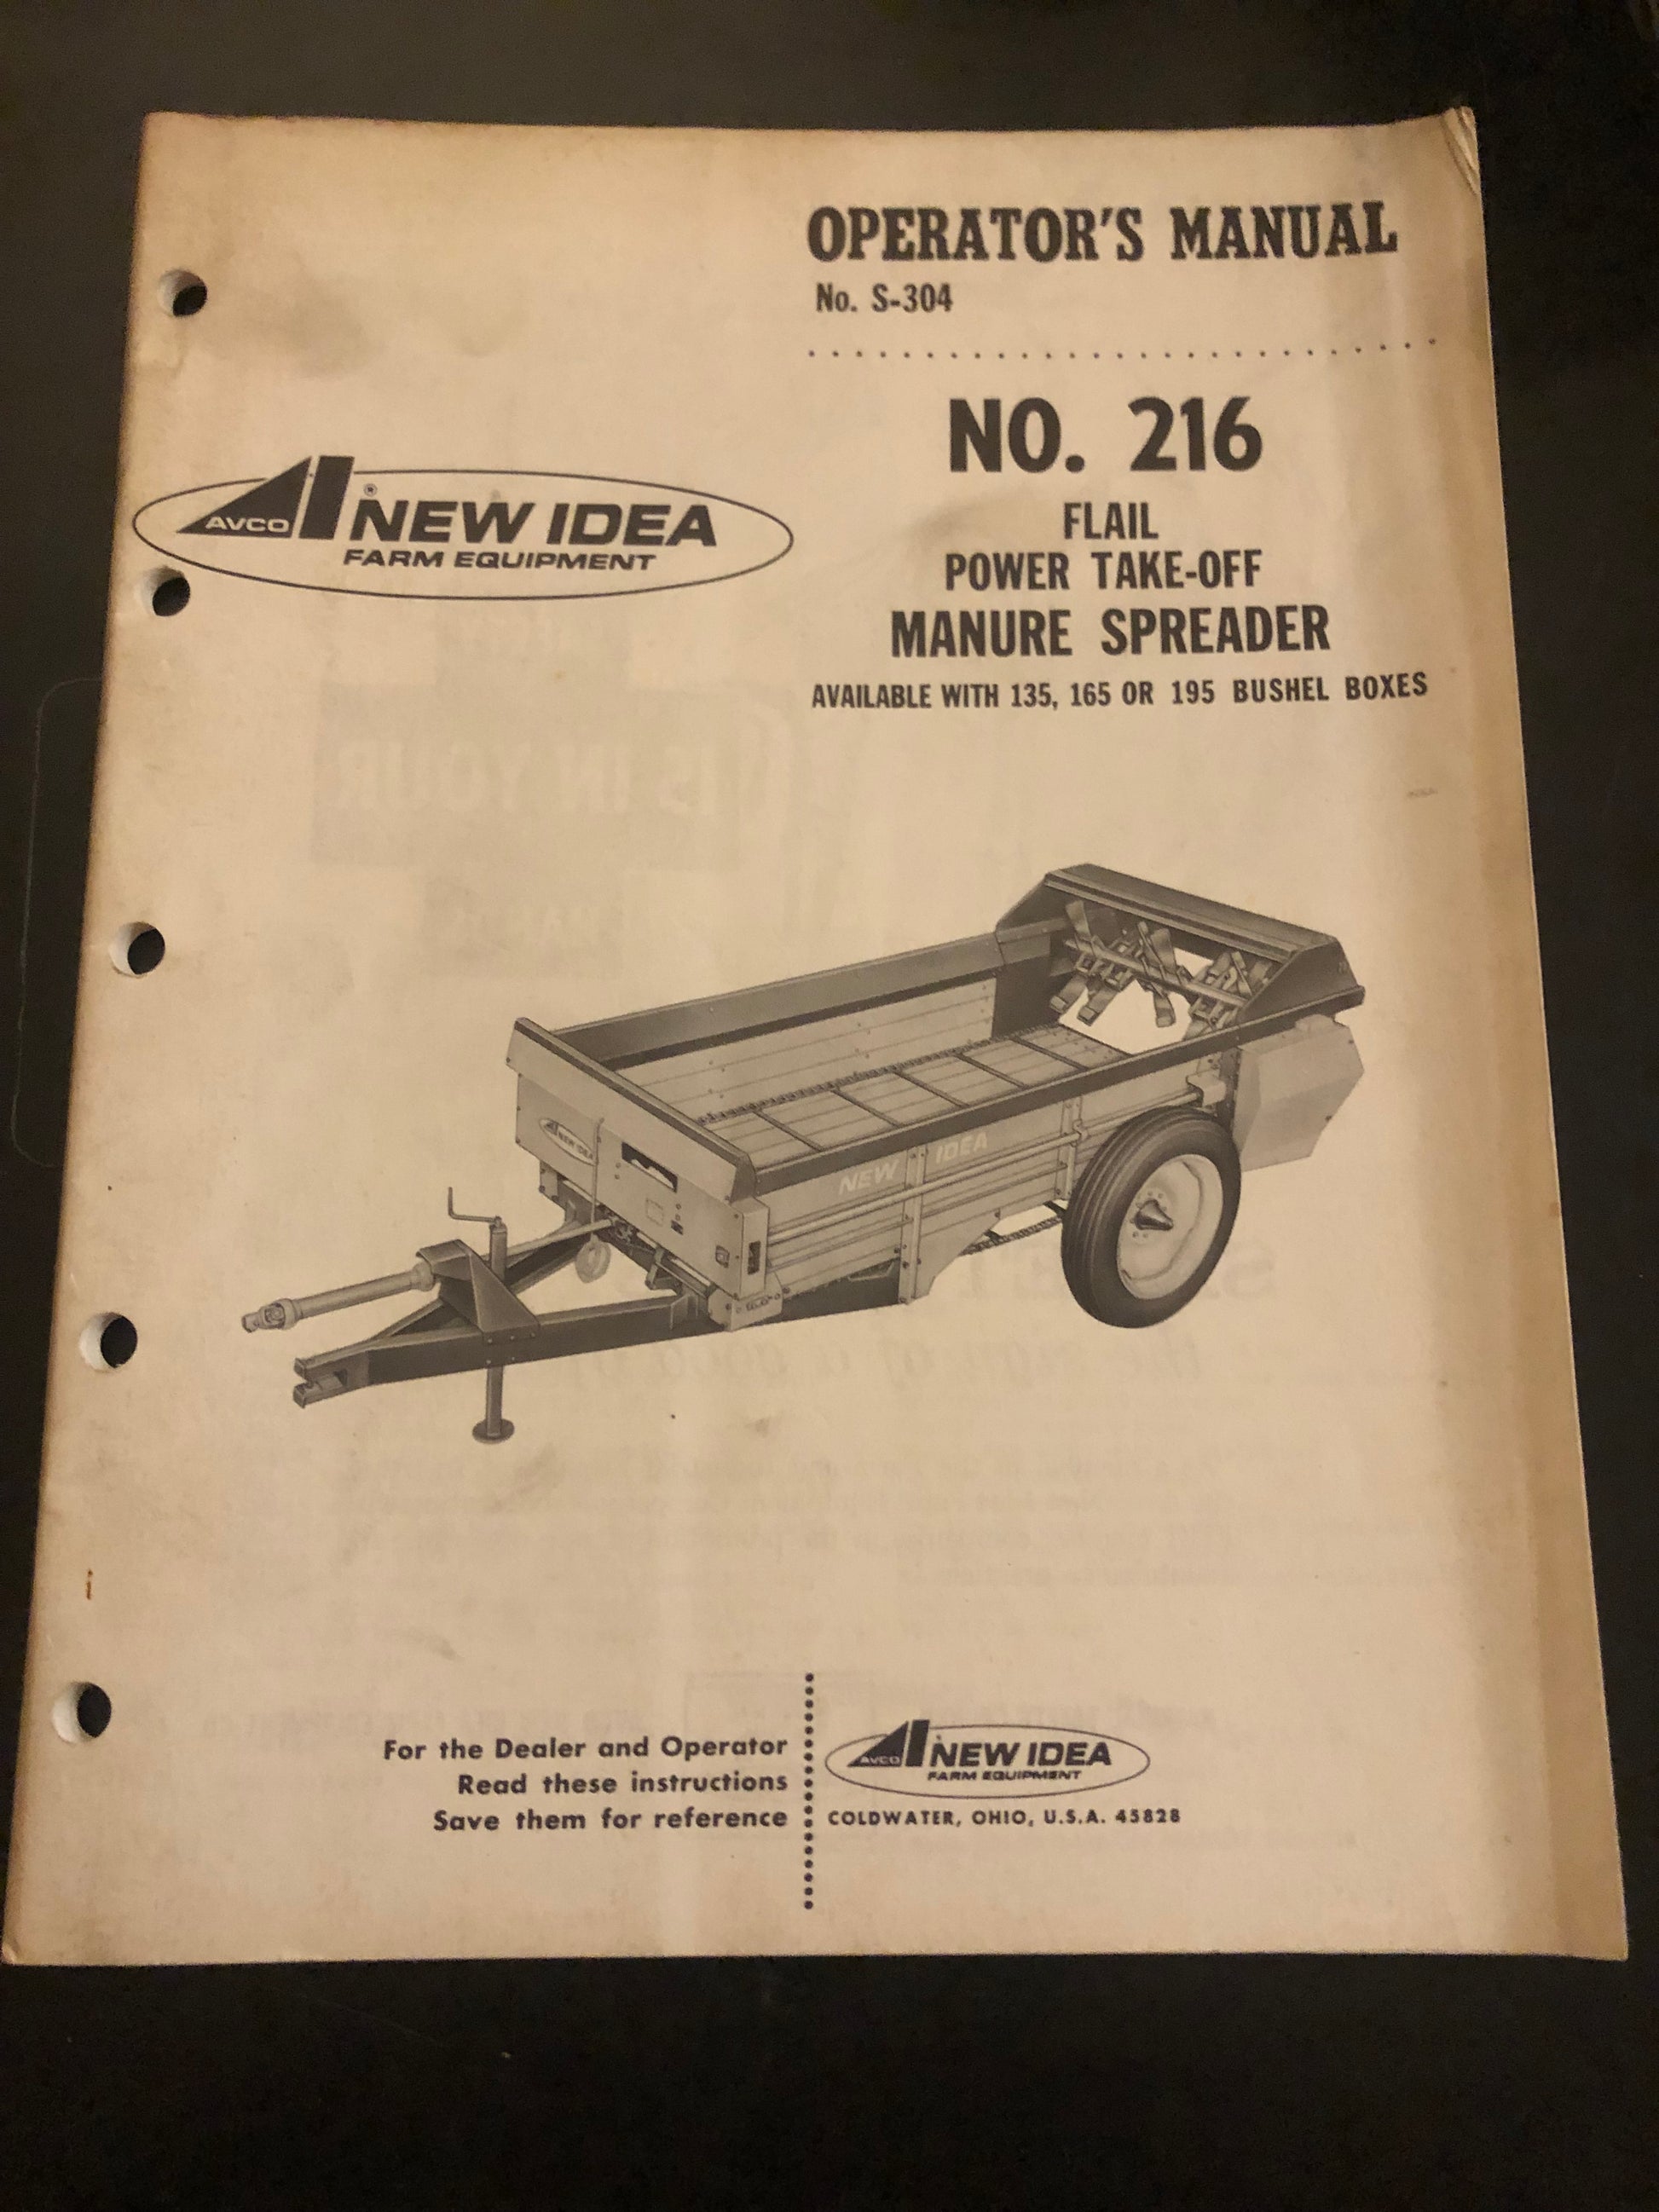 OPERATOR'S MANUAL
No. S-304
AVCO NEW IDEA
FARM EQUIPMENT
NO. 216
FLAIL
POWER TAKE-OFF
MANURE SPREADER
AVAILABLE WITH 135, 165 OR 195 BUSHEL BOXES
NEW IDEA
NEW IDEA
For the Dealer and Operator
Read these instructions
Save them for reference
AVCO NEW IDEA
FARM EQUIPMENT
COLDWATER, OHIO, U.S.A. 45828